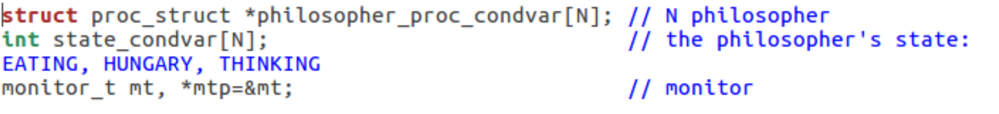 struct proc_struct *philosopher_proc_condvar[N]; // N philosopher
int state_condvar[N]; // the philosopher's state:
EATING, HUNGARY, THINKING
monitor_t mt, *mtp=&mt; // monitor